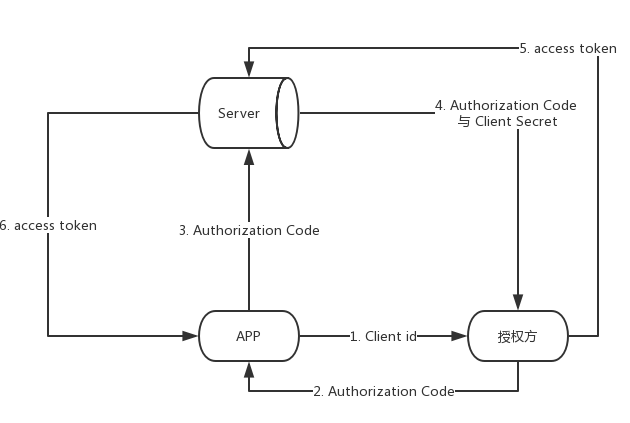 5. access token
Server
4. Authorization Code
与 Client Secret
6. access token
3. Authorization Code
APP
1. Client id
授权方
2. Authorization Code